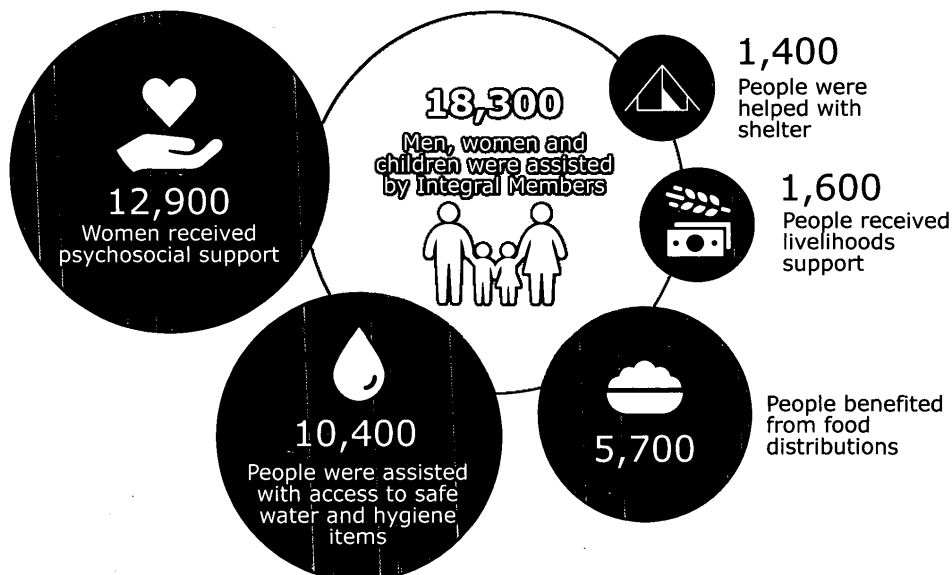 18,300
Men, women and
children were assisted
by Integral Members
1,400
People were
helped with
shelter
1,600
People received
livelihoods
support
5,700
People benefited
from food
distributions
10,400
People were assisted
with access to safe
water and hygiene
items
12,900
Women received
psychosocial support